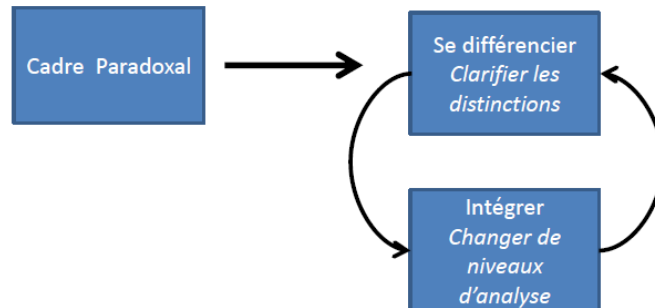 Cadre Paradoxal
Se différencier
Clarifier les
distinctions
Intégrer
Changer de
niveaux
d’analyse